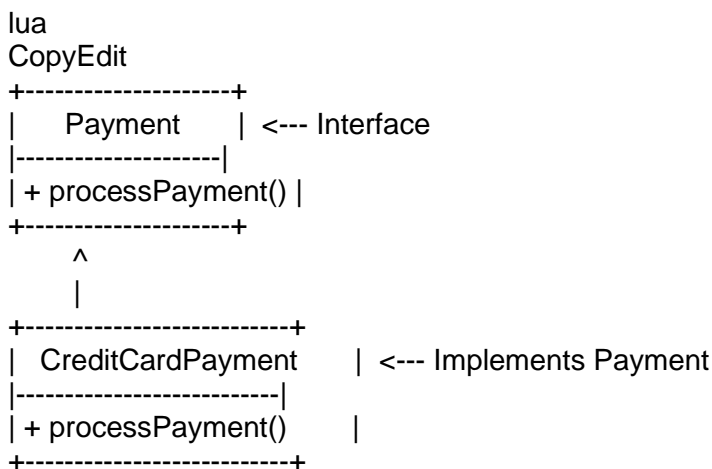 lua
CopyEdit
+---------------------+
|     Payment       | <--- Interface
|---------------------|
| + processPayment() |
+---------------------+
        ^
        |
+---------------------------+
|   CreditCardPayment     | <--- Implements Payment
|---------------------------|
| + processPayment()        |
+---------------------------+